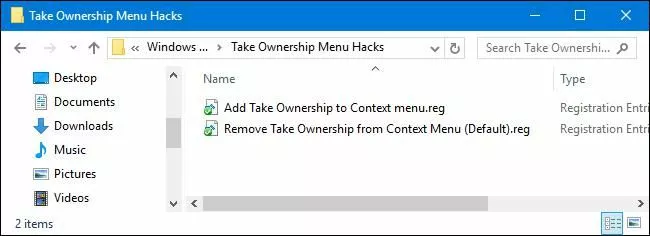 Take Ownership Menu Hacks
« Windows ... > Take Ownership Menu Hacks
Search Take Ownershi...
Name
Type
Desktop
Documents
Downloads
Music
Pictures
Videos
Add Take Ownership to Context menu.reg
Registration Entri
Remove Take Ownership from Context Menu (Default).reg
Registration Entri
2 items